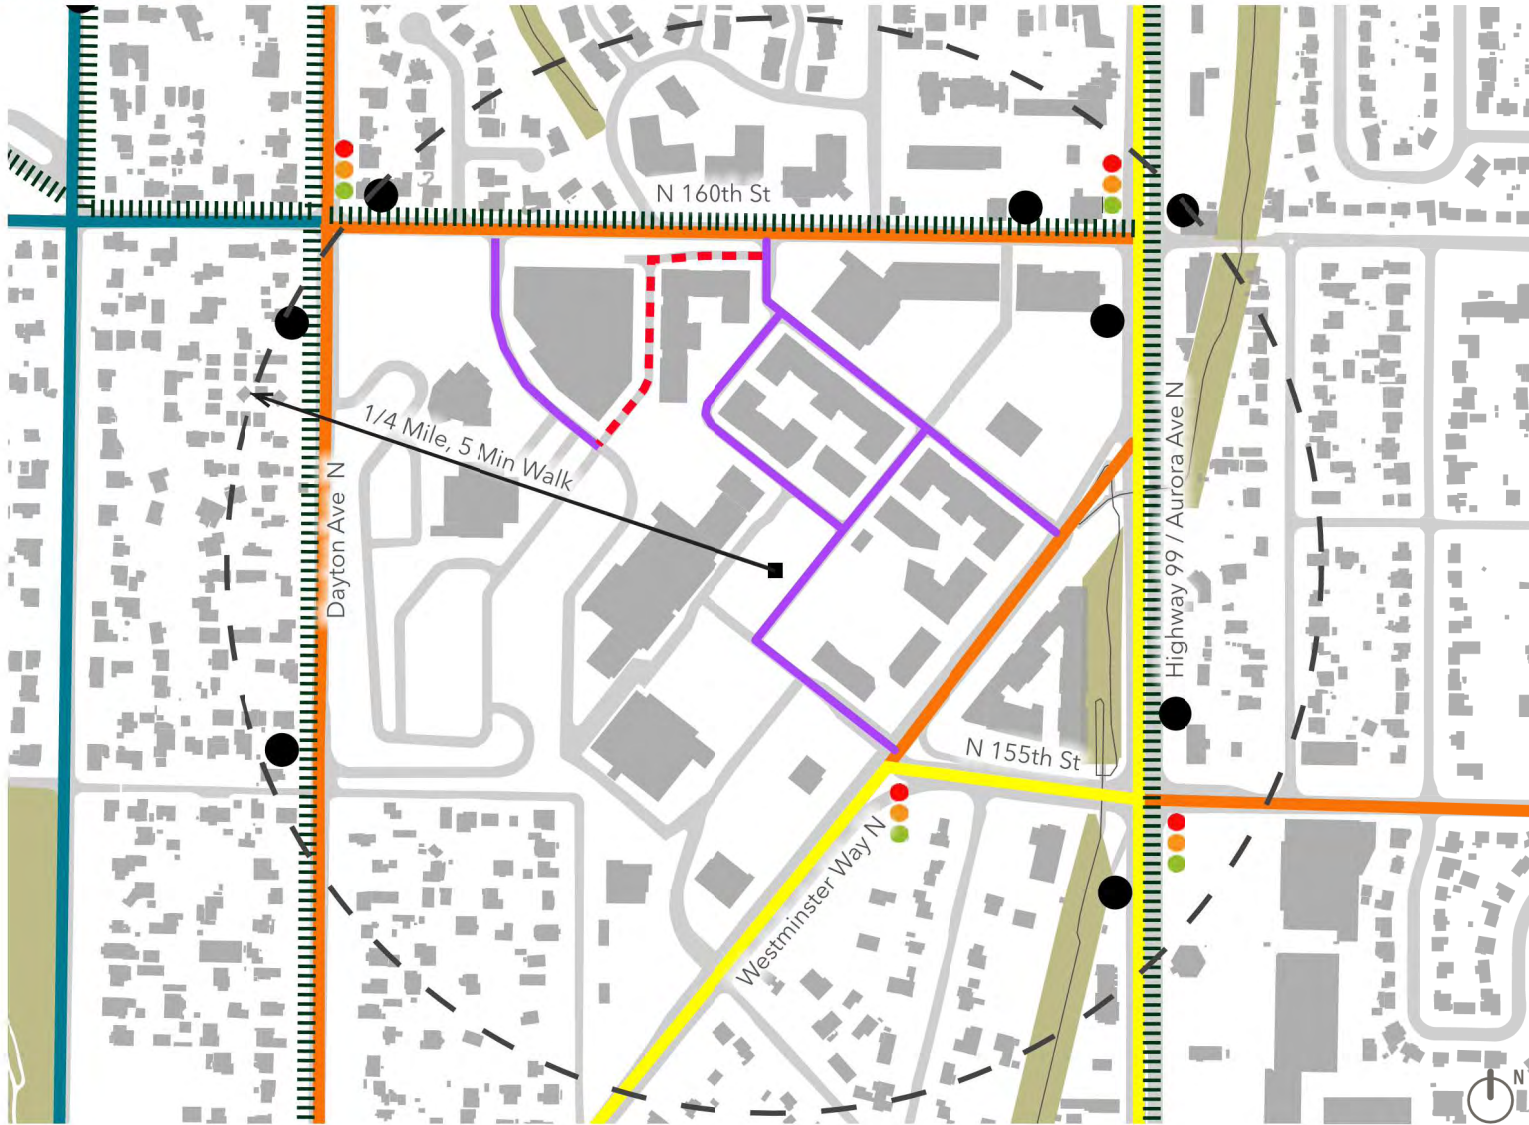 N 160th St
1/4 Mile, 5 Min Walk
Dayton Ave N
Highway 99 / Aurora Ave N
N 155th St
Westminster Way N
N